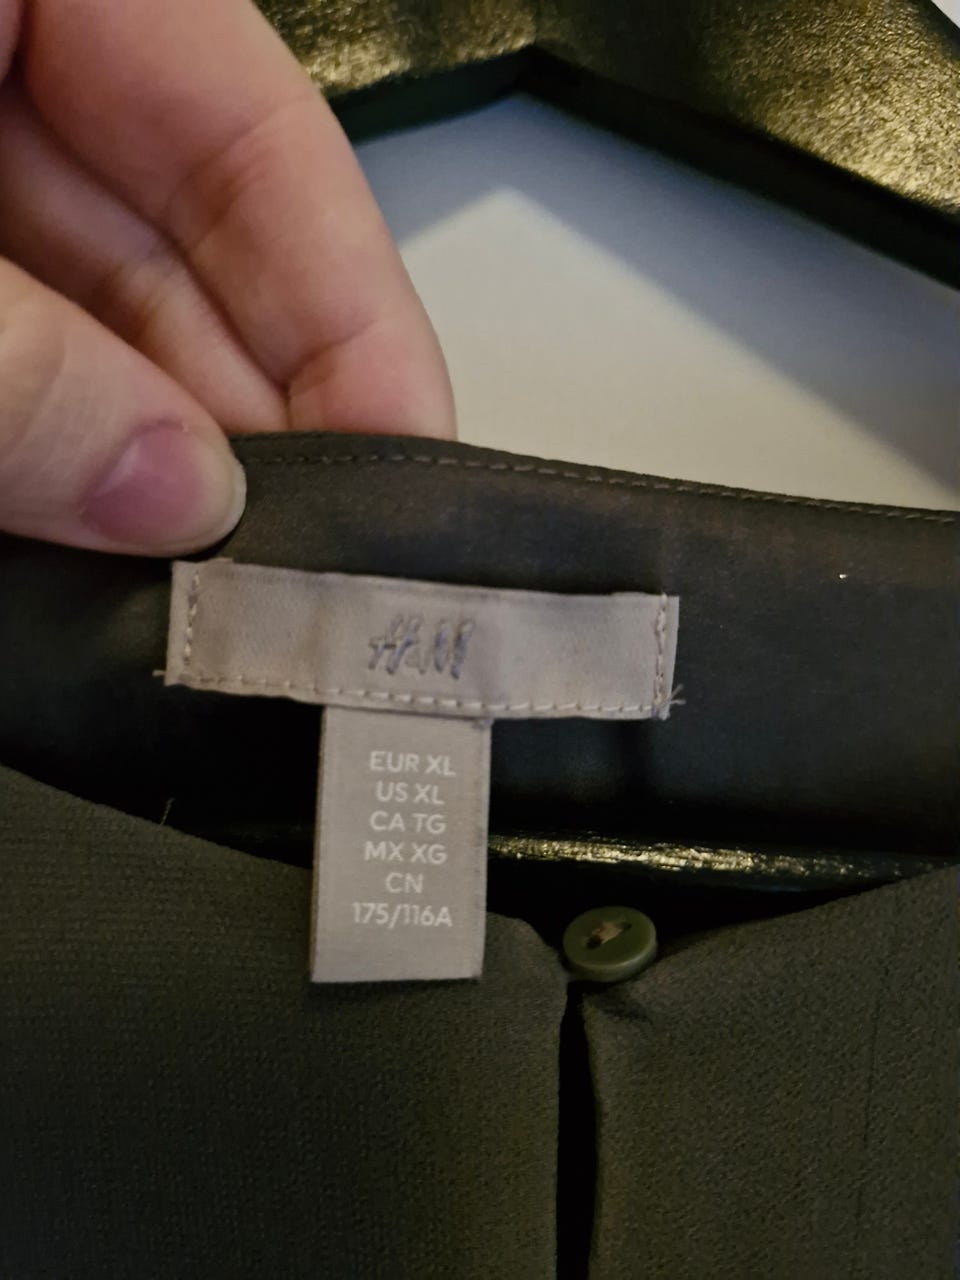 H&M
EUR XL
US XL
CA TG
MX XG
CN
175/116A